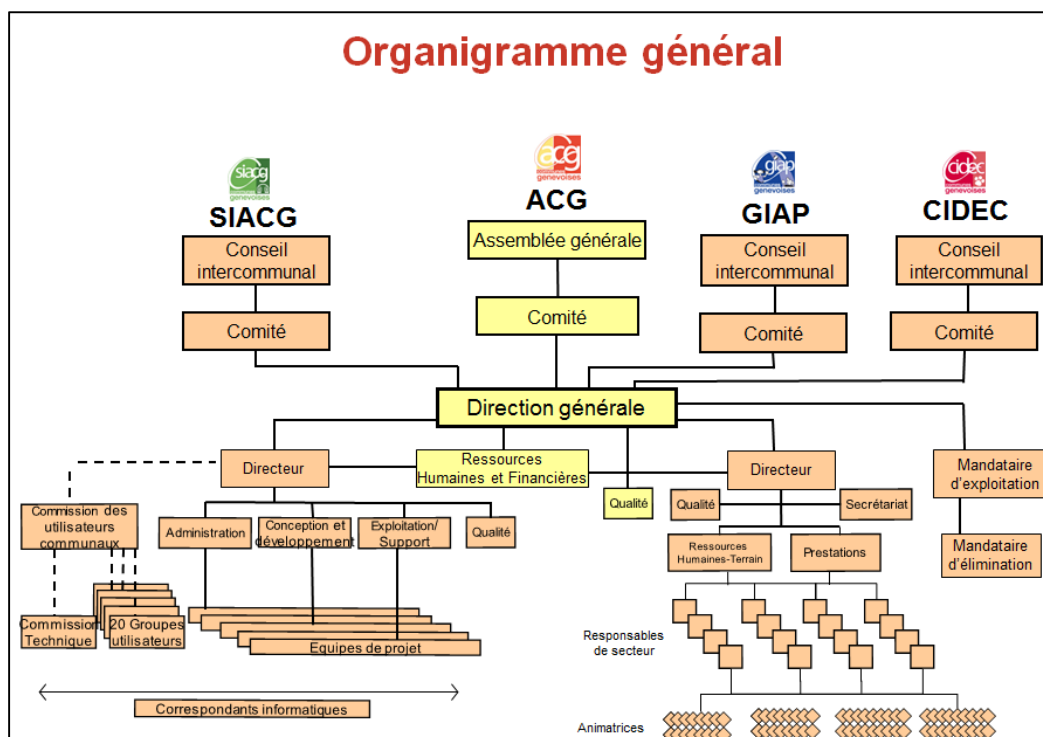 Organigramme général
siacg
genevoises
acg
genevoises
giap
genevoises
cidec
genevoises
SIACG
ACG
GIAP
CIDEC
Conseil
intercommunal
Assemblée générale
Conseil
intercommunal
Conseil
intercommunal
Comité
Comité
Comité
Comité
Direction générale
Directeur
Ressources
Humaines et Financières
Directeur
Mandataire
d'exploitation
Qualité
Qualité
Secrétariat
Commission des
utilisateurs
communaux
Administration
Conception et
développement
Exploitation/
Support
Qualité
Ressources
Humaines-Terrain
Prestations
Mandataire
d'élimination
Commission
Technique
20 Groupes
utilisateurs
Equipes de projet
Responsables
de secteur
Correspondants informatiques
Animatrices